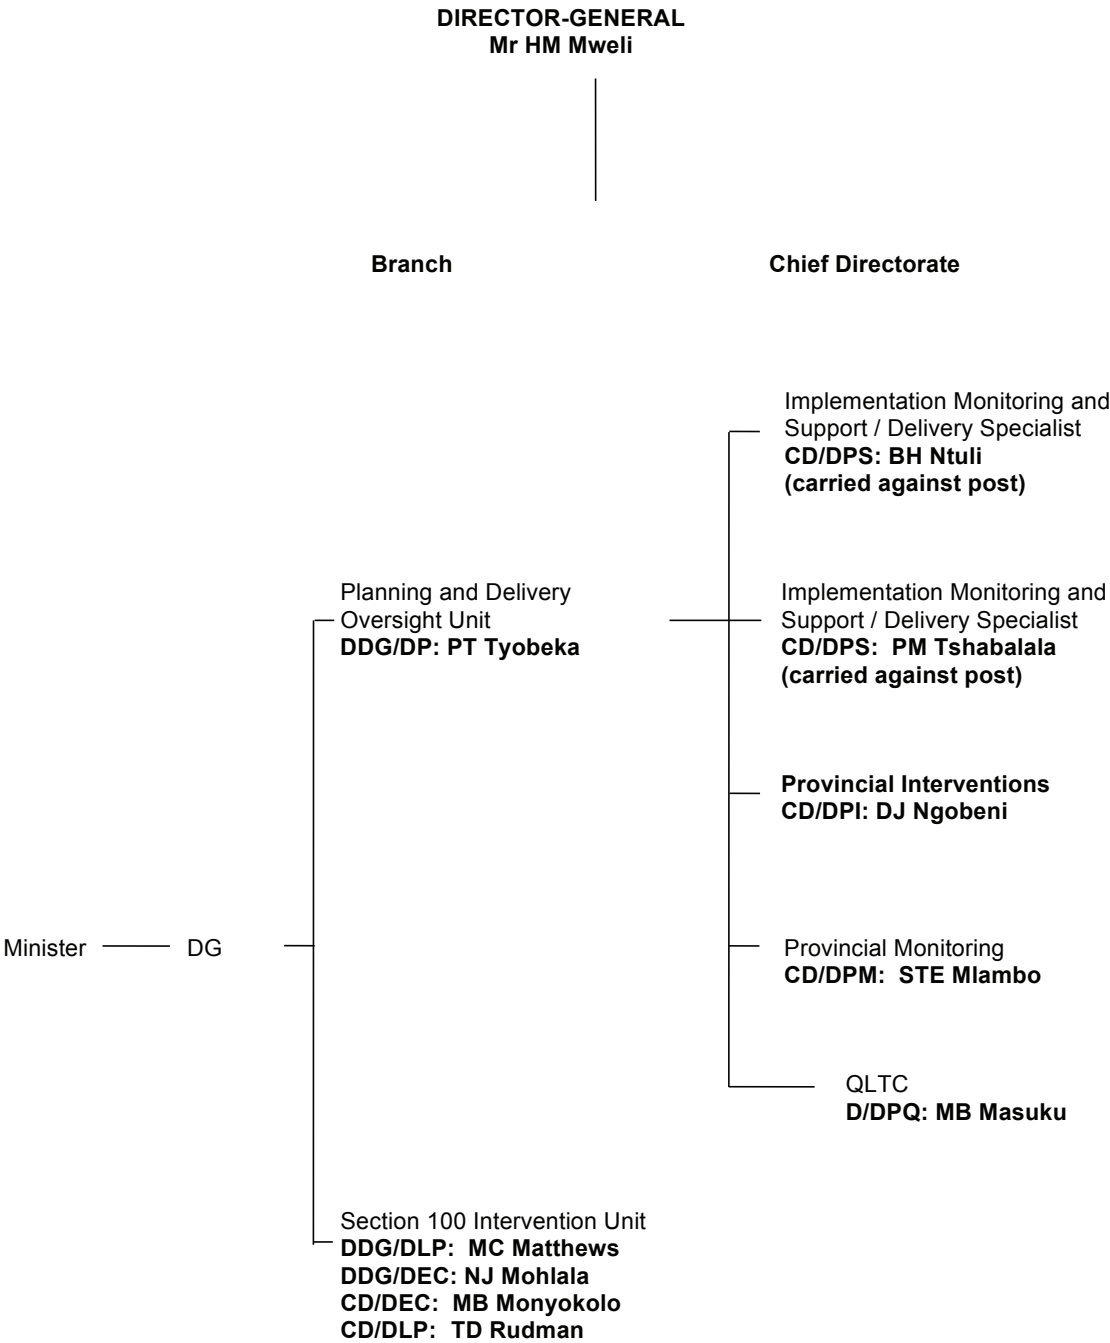 DIRECTOR-GENERAL
Mr HM Mweli
Branch
Chief Directorate
Implementation Monitoring and
Support / Delivery Specialist
CD/DPS: BH Ntuli
(carried against post)
Planning and Delivery
Oversight Unit
DDG/DP: PT Tyobeka
Implementation Monitoring and
Support / Delivery Specialist
CD/DPS: PM Tshabalala
(carried against post)
Provincial Interventions
CD/DPI: DJ Ngobeni
Minister
DG
Provincial Monitoring
CD/DPM: STE Mlambo
QLTC
D/DPQ: MB Masuku
Section 100 Intervention Unit
DDG/DLP: MC Matthews
DDG/DEC: NJ Mohlala
CD/DEC: MB Monyokolo
CD/DLP: TD Rudman